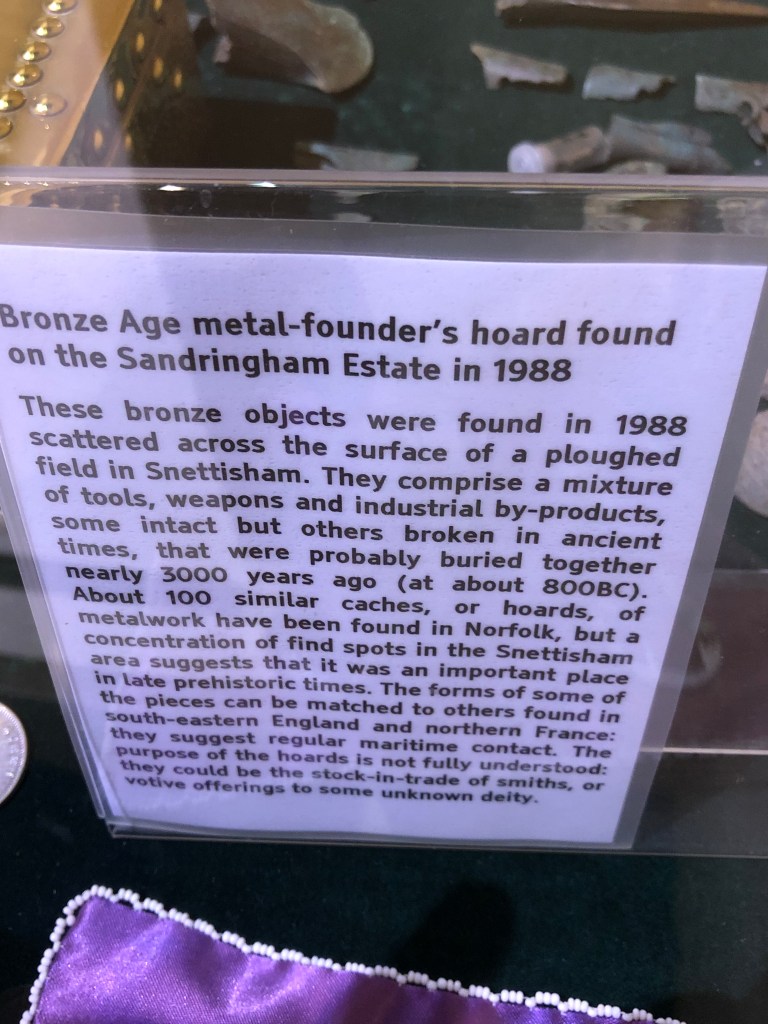 Bronze Age metal-founder's hoard found
on the Sandringham Estate in 1988
These bronze objects were found in 1988
scattered across the surface of a ploughed
field in Snettisham. They comprise a mixture
of tools, weapons and industrial by-products,
some intact but others broken in ancient
times, that were probably buried together
nearly 3000 years ago (at about 800BC).
About 100 similar caches, or hoards, of
metalwork have been found in Norfolk, but a
concentration of find spots in the Snettisham
area suggests that it was an important place
in late prehistoric times. The forms of some of
the pieces can be matched to others found in
south-eastern England and northern France:
they suggest regular maritime contact. The
purpose of the hoards is not fully understood:
they could be the stock-in-trade of smiths, or
votive offerings to some unknown deity.